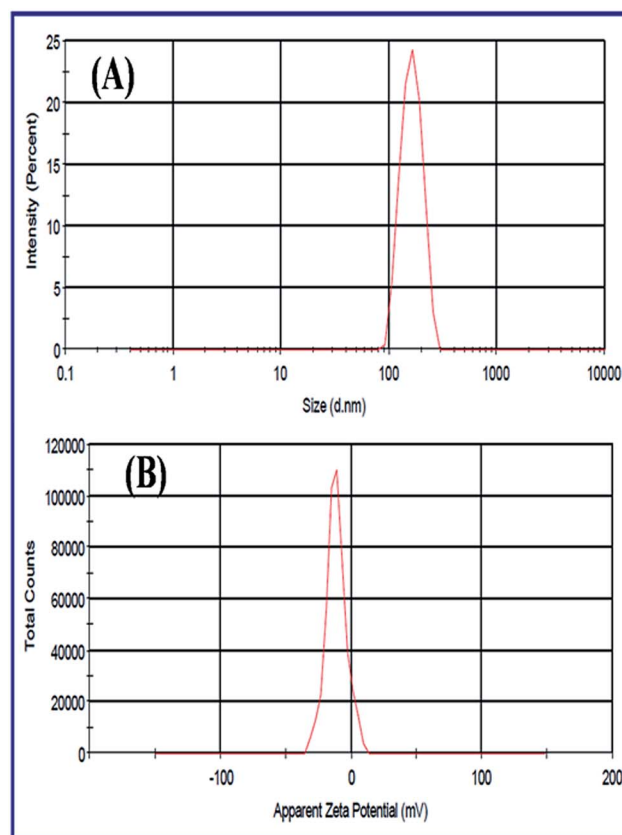 (A)
Intensity (Percent)
25
20
15
10
5
0
0.1 1 10 100 1000 10000
Size (d.nm)
(B)
Total Counts
120000
100000
80000
60000
40000
20000
0
-100 0 100 200
Apparent Zeta Potential (mV)